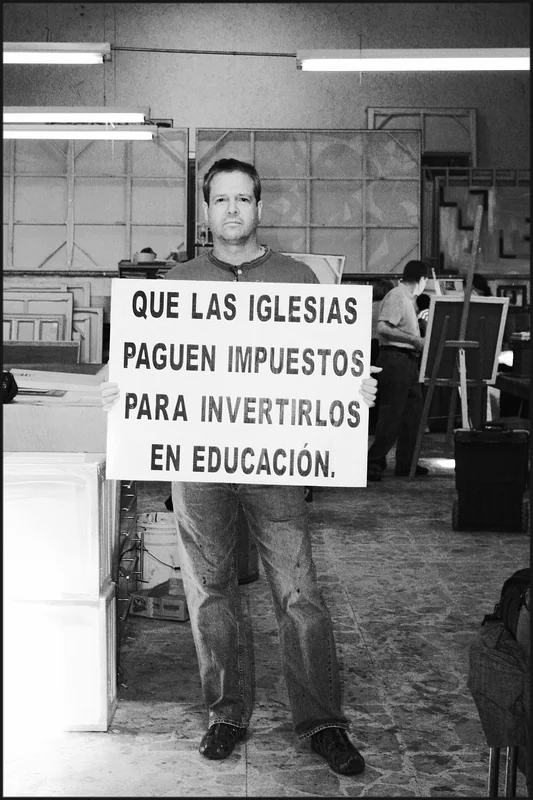 QUE LAS IGLESIAS
PAGUEN IMPUESTOS
PARA INVERTIRLOS
EN EDUCACIÓN.